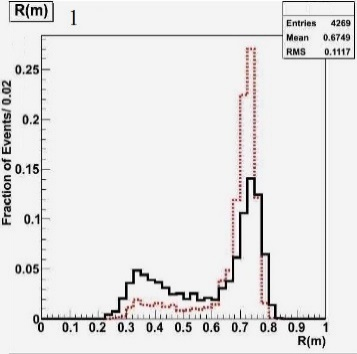 R(m) 1
Entries 4269
Mean 0.6749
RMS 0.1117
Fraction of Events/ 0.02
0.25
0.2
0.15
0.1
0.05
0
0 0.1 0.2 0.3 0.4 0.5 0.6 0.7 0.8 0.9 1
R(m)